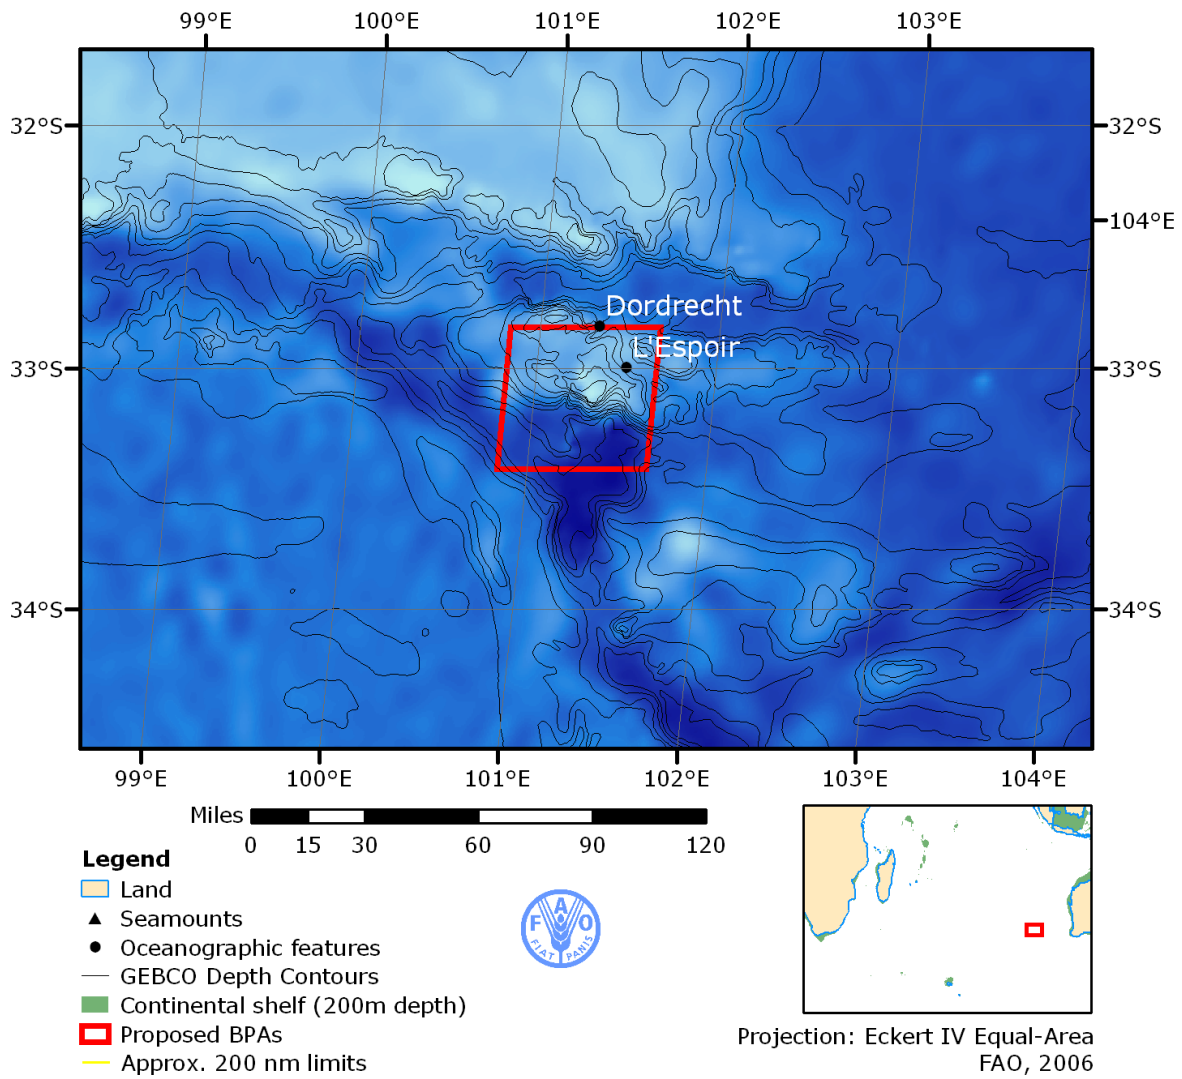 99°E 100°E 101°E 102°E 103°E
32°S 32°S
104°E
Dordrecht
L'Espoir
33°S 33°S
34°S 34°S
99°E 100°E 101°E 102°E 103°E 104°E
Miles
0 15 30 60 90 120
Legend
Land
Seamounts
Oceanographic features
GEBCO Depth Contours
Continental shelf (200m depth)
Proposed BPAs
Approx. 200 nm limits
F A O
FIAT PANIS
Projection: Eckert IV Equal-Area
FAO, 2006